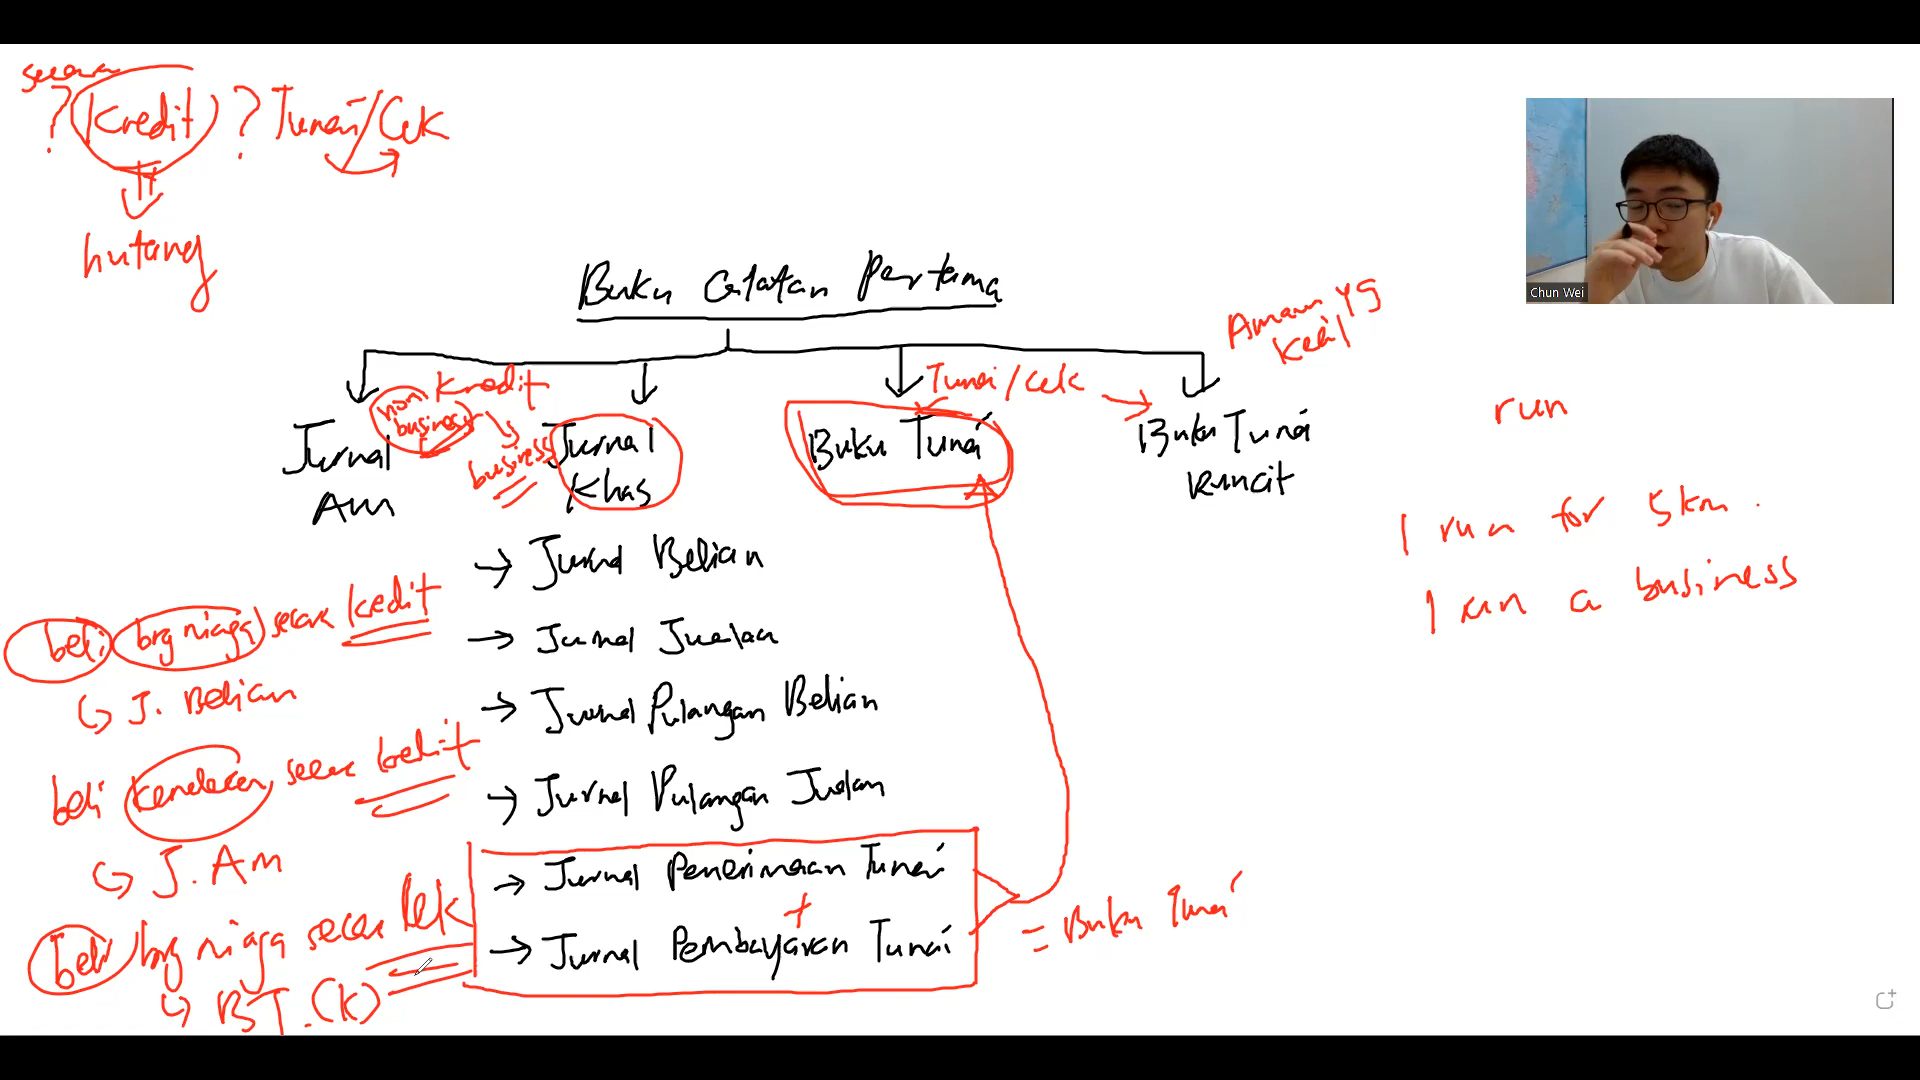 secara
? Kredit ? Tunai/Cek
hutang
Buku Catatan Pertama
Amaun yg
kecil
Kredit
non
business
business
Tunai/cek
Jurnal
Am
Jurnal
Khas
Buku Tunai
Buku Tunai
Runcit
→ Jurnal Belian
→ Jurnal Jualan
→ Jurnal Pulangan Belian
→ Jurnal Pulangan Jualan
→ Jurnal Penerimaan Tunai
+
→ Jurnal Pembayaran Tunai
= Buku Tunai
beli brg niaga secara kredit
↳ J. Belian
beli kenderaan secara kredit
↳ J. Am
beli brg niaga secara Cek
↳ BT. (K)
run
I run for 5km.
I run a business
Chun Wei